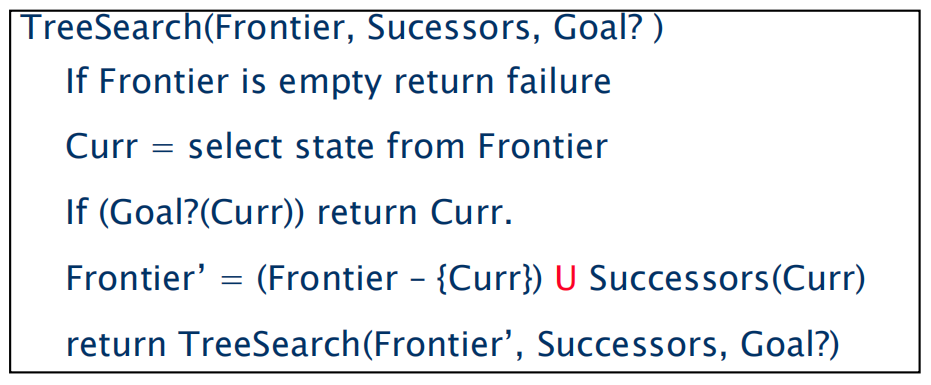 TreeSearch(Frontier, Sucessors, Goal? )
If Frontier is empty return failure
Curr = select state from Frontier
If (Goal?(Curr)) return Curr.
Frontier’ = (Frontier – {Curr}) U Successors(Curr)
return TreeSearch(Frontier’, Successors, Goal?)